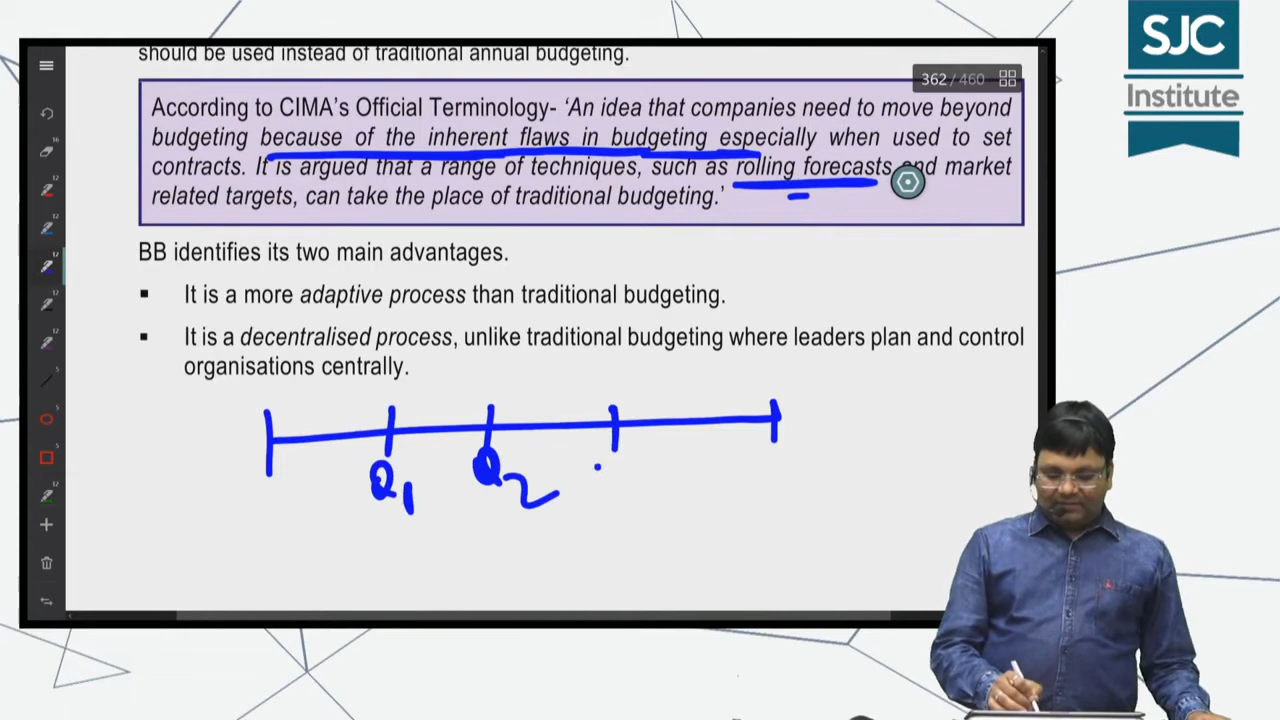 SJC
Institute
should be used instead of traditional annual budgeting.
362 / 460
According to CIMA's Official Terminology- 'An idea that companies need to move beyond
budgeting because of the inherent flaws in budgeting especially when used to set
contracts. It is argued that a range of techniques, such as rolling forecasts and market
related targets, can take the place of traditional budgeting.'
BB identifies its two main advantages.
▪ It is a more adaptive process than traditional budgeting.
▪ It is a decentralised process, unlike traditional budgeting where leaders plan and control
organisations centrally.
Q1 Q2